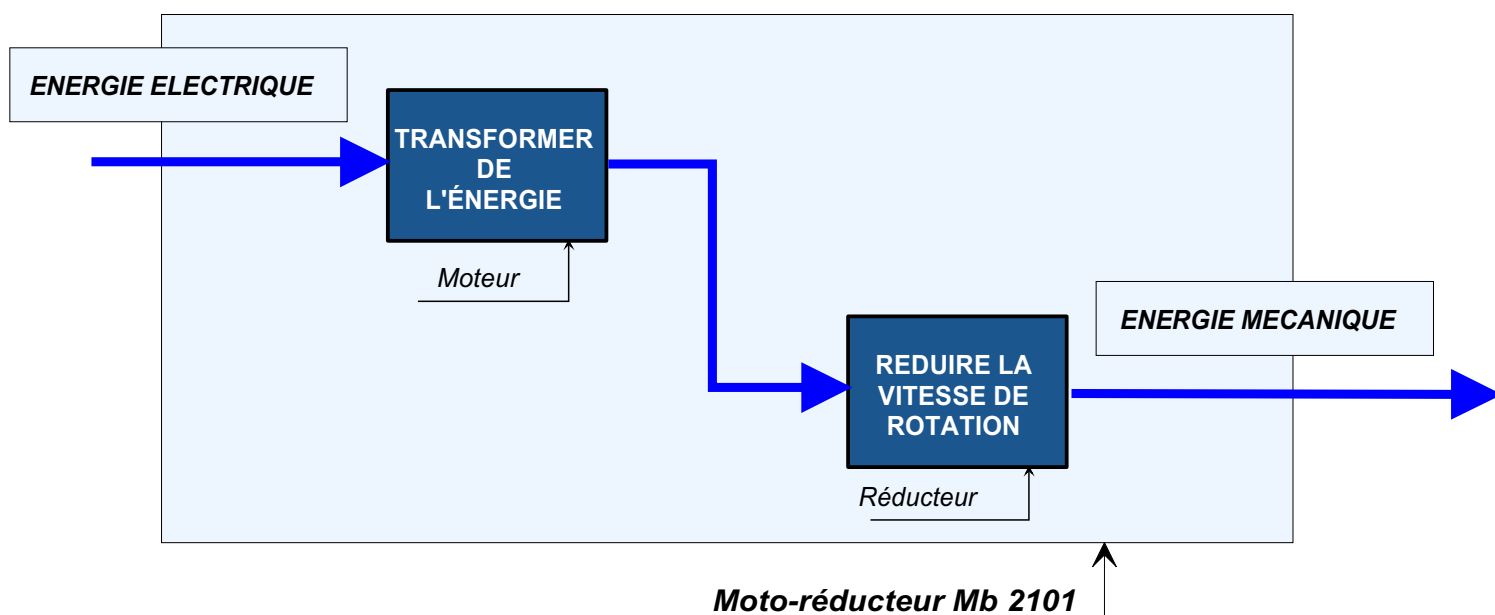 ENERGIE ELECTRIQUE
TRANSFORMER
DE
L'ÉNERGIE
Moteur
ENERGIE MECANIQUE
REDUIRE LA
VITESSE DE
ROTATION
Réducteur
Moto-réducteur Mb 2101